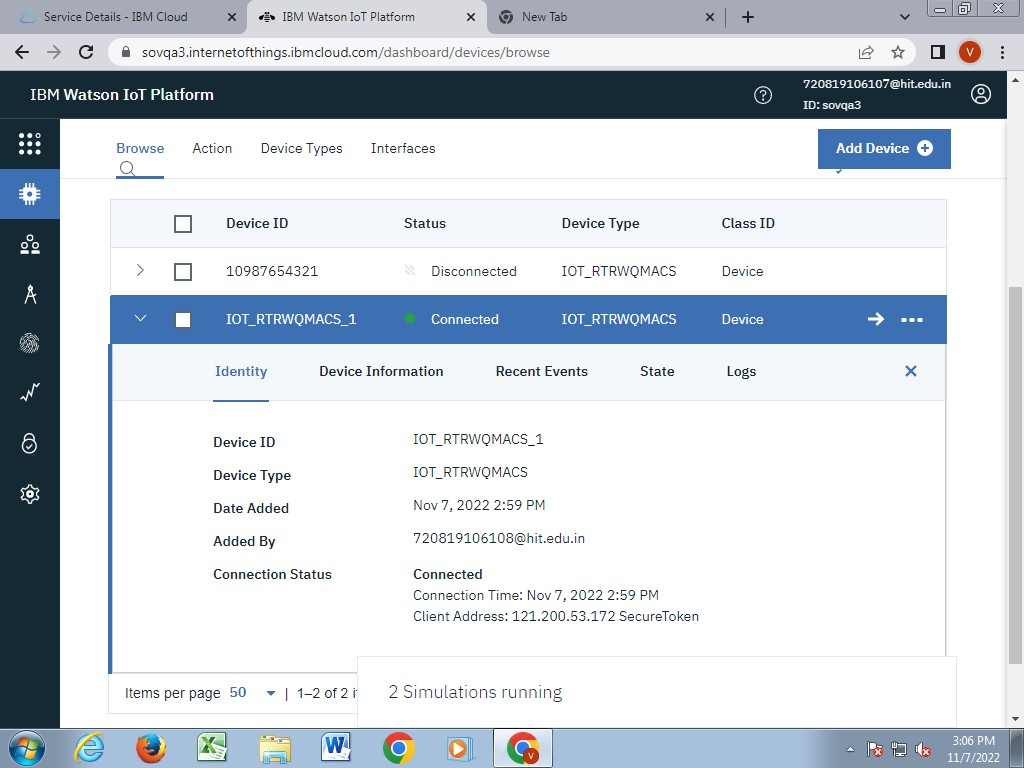 Service Details - IBM Cloud
IBM Watson IoT Platform
New Tab
sovqa3.internetofthings.ibmcloud.com/dashboard/devices/browse
V
IBM Watson IoT Platform
720819106107@hit.edu.in
ID: sovqa3
Browse Action Device Types Interfaces
Add Device
Device ID Status Device Type Class ID
10987654321 Disconnected IOT_RTRWQMACS Device
IOT_RTRWQMACS_1 Connected IOT_RTRWQMACS Device
Identity Device Information Recent Events State Logs
Device ID IOT_RTRWQMACS_1
Device Type IOT_RTRWQMACS
Date Added Nov 7, 2022 2:59 PM
Added By 720819106108@hit.edu.in
Connection Status Connected
Connection Time: Nov 7, 2022 2:59 PM
Client Address: 121.200.53.172 SecureToken
Items per page 50 | 1–2 of 2 i
2 Simulations running
3:06 PM
11/7/2022